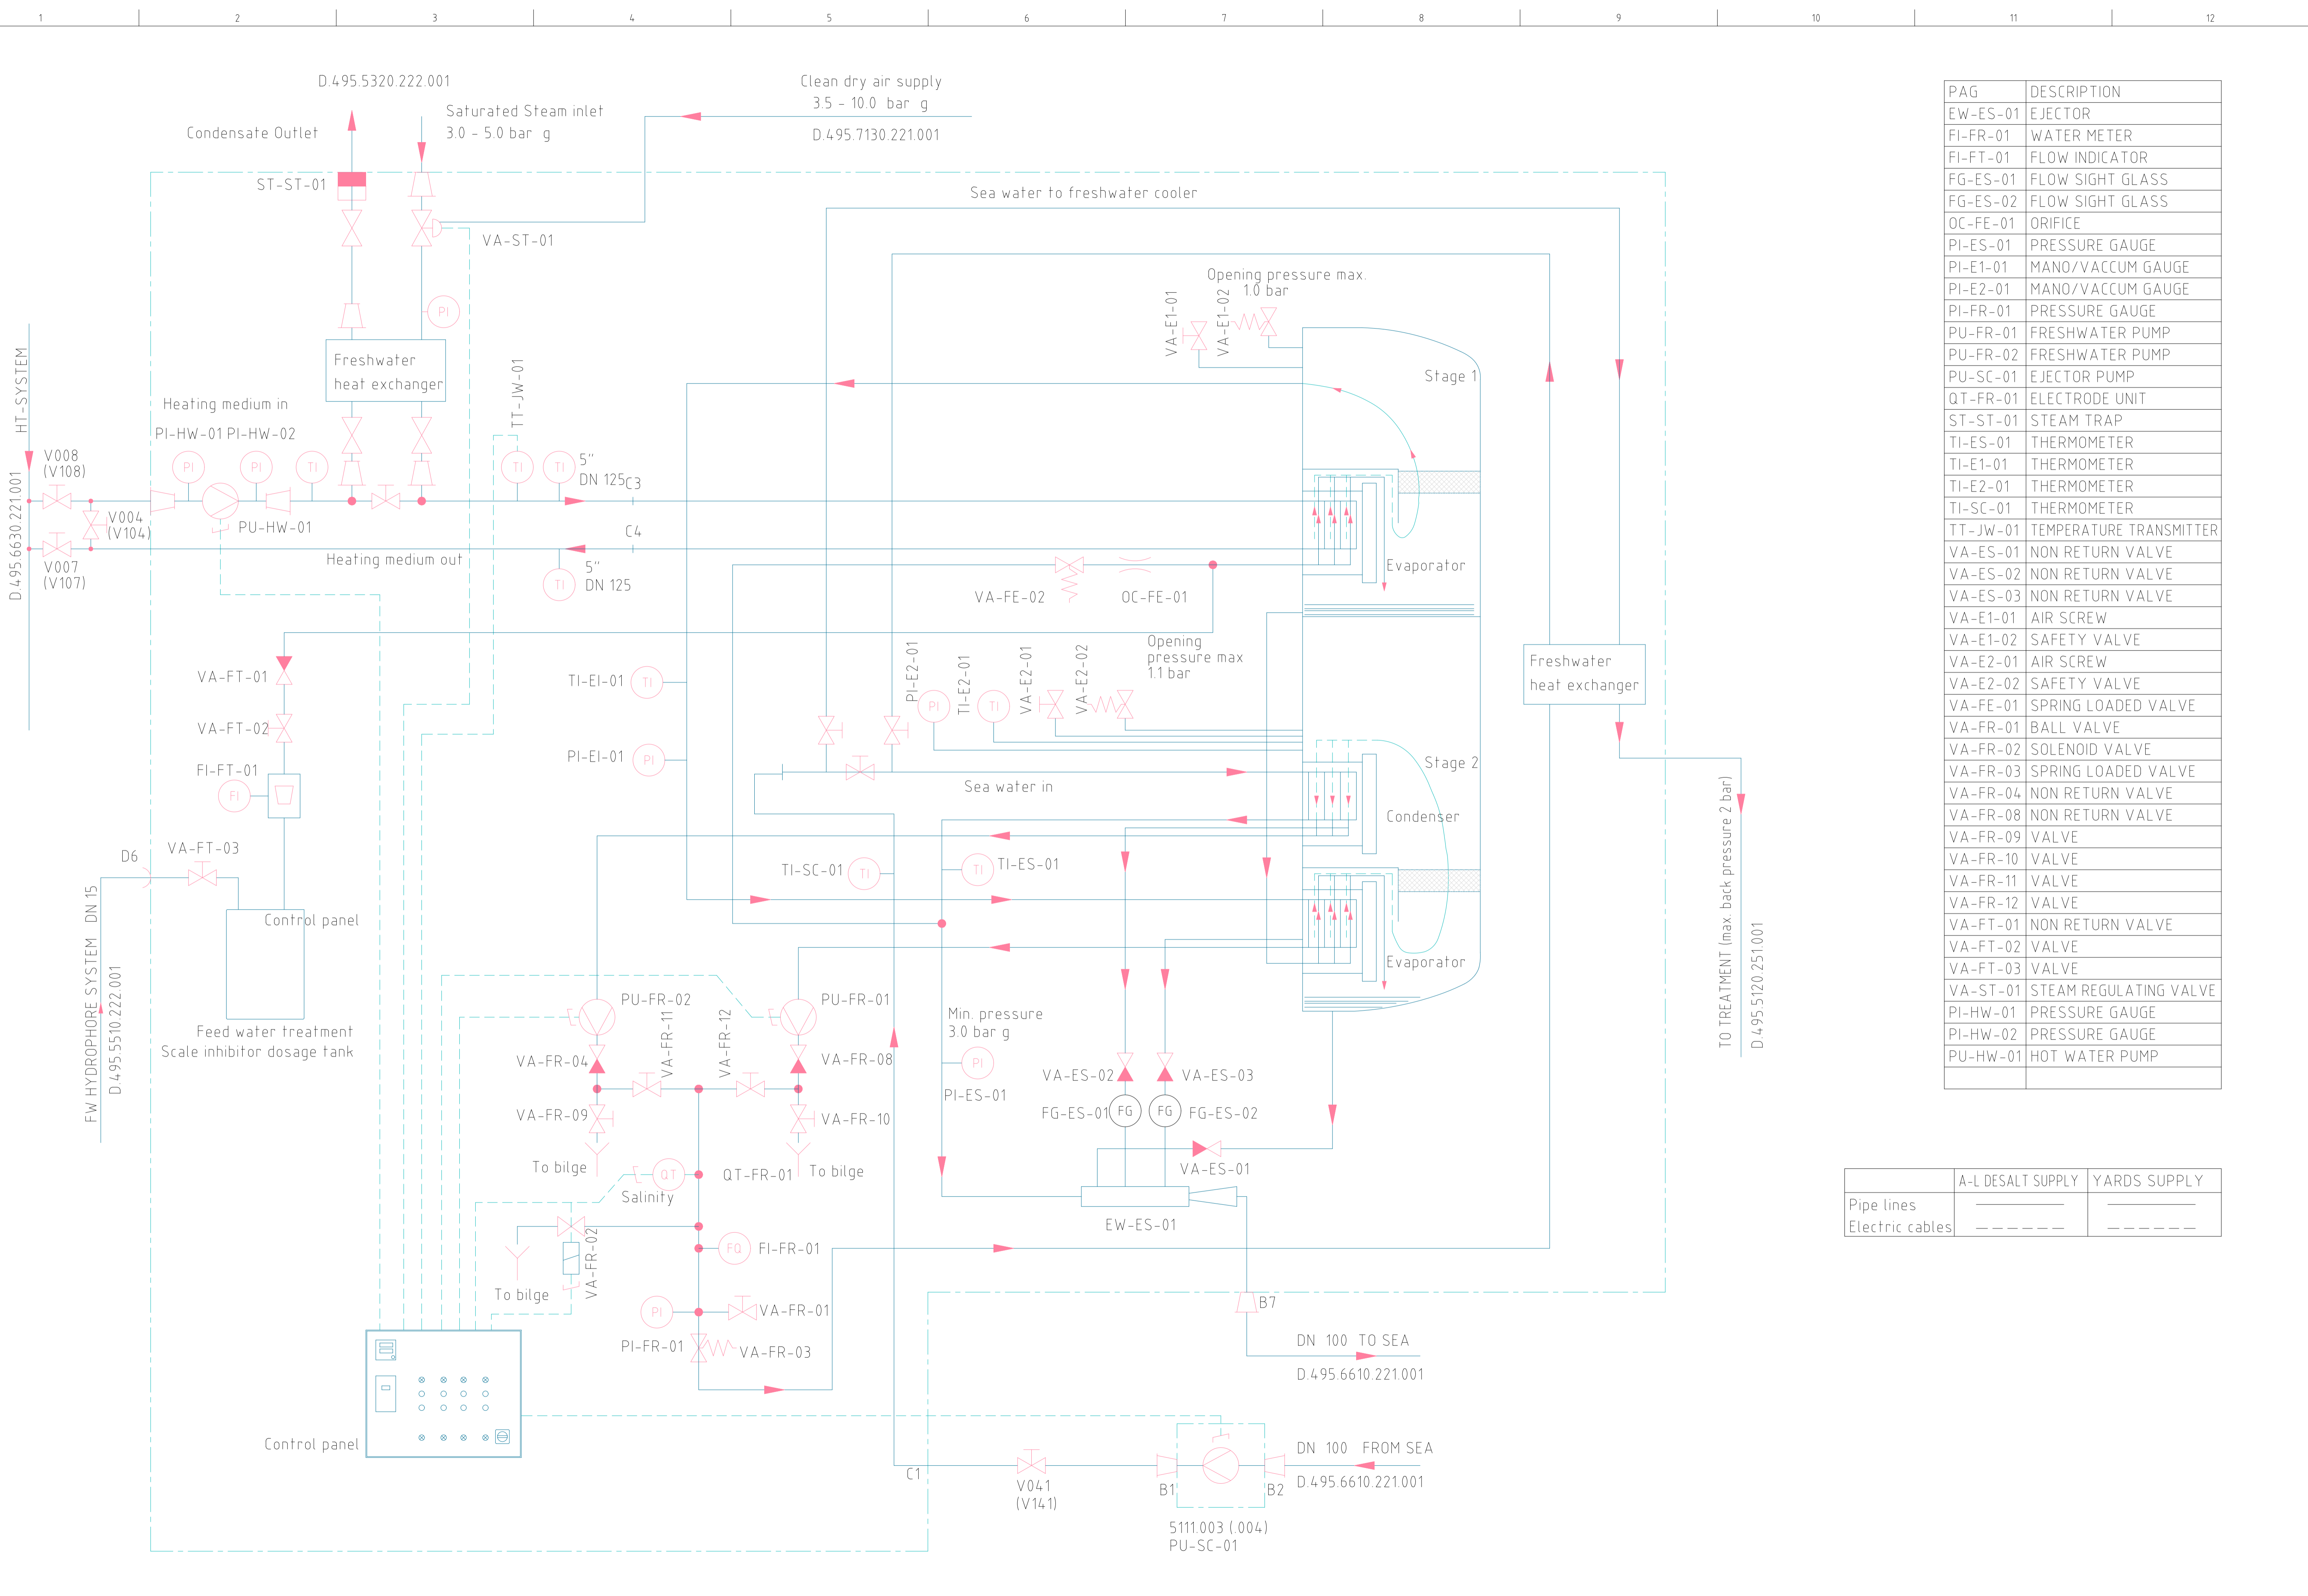 1 2 3 4 5 6 7 8 9 10 11 12
D.495.5320.222.001
Condensate Outlet
Saturated Steam inlet
3.0 - 5.0 bar g
Clean dry air supply
3.5 - 10.0 bar g
D.495.7130.221.001
ST-ST-01
VA-ST-01
Sea water to freshwater cooler
PI
Freshwater
heat exchanger
HT-SYSTEM
D.495.6630.221.001
Heating medium in
PI-HW-01 PI-HW-02
TT-JW-01
V008
(V108)
PI
PI
TI
TI
TI
5''
DN 125
C3
V004
(V104)
PU-HW-01
C4
Heating medium out
V007
(V107)
TI
5''
DN 125
Opening pressure max.
1.0 bar
VA-E1-01
VA-E1-02
Stage 1
Evaporator
VA-FE-02
OC-FE-01
VA-FT-01
VA-FT-02
FI-FT-01
FI
VA-FT-03
D6
FW HYDROPHORE SYSTEM DN 15
D.495.5510.222.001
Control panel
Feed water treatment
Scale inhibitor dosage tank
TI-EI-01
TI
PI-EI-01
PI
PI-E2-01
TI-E2-01
VA-E2-01
VA-E2-02
PI
TI
Opening
pressure max
1.1 bar
Freshwater
heat exchanger
Stage 2
Sea water in
Condenser
TI-SC-01
TI
TI
TI-ES-01
Evaporator
TO TREATMENT (max. back pressure 2 bar)
D.495.5120.251.001
PU-FR-02
PU-FR-01
VA-FR-11
VA-FR-12
VA-FR-04
VA-FR-08
VA-FR-09
VA-FR-10
To bilge
To bilge
Min. pressure
3.0 bar g
PI
PI-ES-01
VA-ES-02
VA-ES-03
FG-ES-01
FG
FG
FG-ES-02
VA-ES-01
EW-ES-01
QT
QT-FR-01
Salinity
VA-FR-02
To bilge
FQ
FI-FR-01
PI
VA-FR-01
PI-FR-01
VA-FR-03
Control panel
B7
DN 100 TO SEA
D.495.6610.221.001
DN 100 FROM SEA
D.495.6610.221.001
C1
V041
(V141)
B1
B2
5111.003 (.004)
PU-SC-01
PAG DESCRIPTION
EW-ES-01 EJECTOR
FI-FR-01 WATER METER
FI-FT-01 FLOW INDICATOR
FG-ES-01 FLOW SIGHT GLASS
FG-ES-02 FLOW SIGHT GLASS
OC-FE-01 ORIFICE
PI-ES-01 PRESSURE GAUGE
PI-E1-01 MANO/VACCUM GAUGE
PI-E2-01 MANO/VACCUM GAUGE
PI-FR-01 PRESSURE GAUGE
PU-FR-01 FRESHWATER PUMP
PU-FR-02 FRESHWATER PUMP
PU-SC-01 EJECTOR PUMP
QT-FR-01 ELECTRODE UNIT
ST-ST-01 STEAM TRAP
TI-ES-01 THERMOMETER
TI-E1-01 THERMOMETER
TI-E2-01 THERMOMETER
TI-SC-01 THERMOMETER
TT-JW-01 TEMPERATURE TRANSMITTER
VA-ES-01 NON RETURN VALVE
VA-ES-02 NON RETURN VALVE
VA-ES-03 NON RETURN VALVE
VA-E1-01 AIR SCREW
VA-E1-02 SAFETY VALVE
VA-E2-01 AIR SCREW
VA-E2-02 SAFETY VALVE
VA-FE-01 SPRING LOADED VALVE
VA-FR-01 BALL VALVE
VA-FR-02 SOLENOID VALVE
VA-FR-03 SPRING LOADED VALVE
VA-FR-04 NON RETURN VALVE
VA-FR-08 NON RETURN VALVE
VA-FR-09 VALVE
VA-FR-10 VALVE
VA-FR-11 VALVE
VA-FR-12 VALVE
VA-FT-01 NON RETURN VALVE
VA-FT-02 VALVE
VA-FT-03 VALVE
VA-ST-01 STEAM REGULATING VALVE
PI-HW-01 PRESSURE GAUGE
PI-HW-02 PRESSURE GAUGE
PU-HW-01 HOT WATER PUMP
A-L DESALT SUPPLY YARDS SUPPLY
Pipe lines
Electric cables